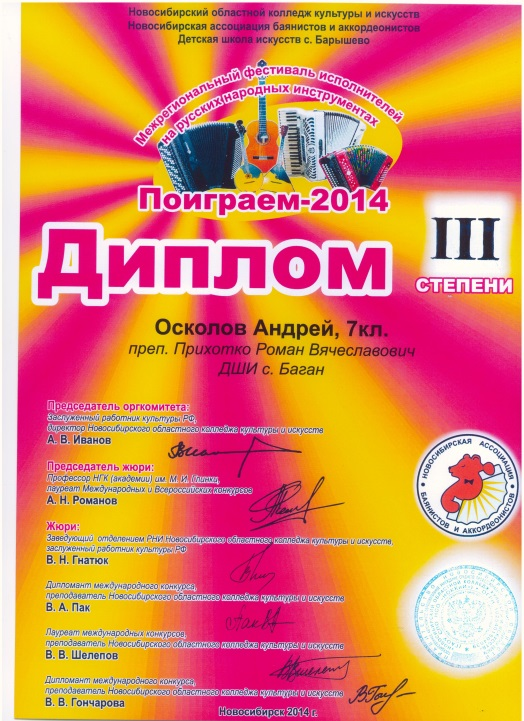 Новосибирский областной колледж культуры и искусств
Новосибирская ассоциация баянистов и аккордеонистов
Детская школа искусств с. Барышево
Межрегиональный фестиваль исполнителей
на русских народных инструментах
Поиграем-2014
Диплом
III
СТЕПЕНИ
Осколов Андрей, 7кл.
преп. Прихотко Роман Вячеславович
ДШИ с. Баган
Председатель оргкомитета:
Заслуженный работник культуры РФ,
директор Новосибирского областного колледжа культуры и искусств
А. В. Иванов
Председатель жюри:
Профессор НГК (академии) им. М. И. Глинки,
лауреат Международных и Всероссийских конкурсов
А. Н. Романов
Жюри:
Заведующий отделением РНИ Новосибирского областного колледжа культуры и искусств,
заслуженный работник культуры РФ
В. Н. Гнатюк
Дипломант международного конкурса,
преподаватель Новосибирского областного колледжа культуры и искусств
В. А. Пак
Лауреат международных конкурсов,
преподаватель Новосибирского областного колледжа культуры и искусств
В. В. Шелепов
Дипломант международного конкурса,
преподаватель Новосибирского областного колледжа культуры и искусств
В. В. Гончарова
НОВОСИБИРСКАЯ АССОЦИАЦИЯ
БАЯНИСТОВ И АККОРДЕОНИСТОВ
Новосибирск 2014 г.